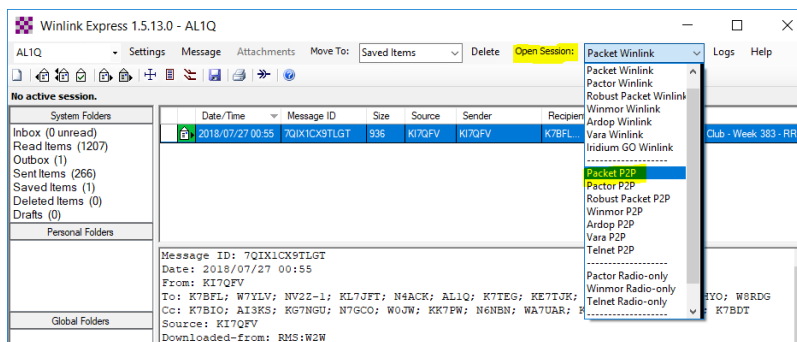 Winlink Express 1.5.13.0 - AL1Q
AL1Q Settings Message Attachments Move To: Saved Items Delete Open Session: Packet Winlink Logs Help
No active session.
System Folders
Inbox (0 unread)
Read Items (1207)
Outbox (1)
Sent Items (266)
Saved Items (1)
Deleted Items (0)
Drafts (0)
Personal Folders
Global Folders
Date/Time Message ID Size Source Sender Recipien
2018/07/27 00:55 7QIX1CX9TLGT 936 KI7QFV KI7QFV K7BFL... Club - Week 383 - RR
Packet Winlink
Pactor Winlink
Robust Packet Winlink
Winmor Winlink
Ardop Winlink
Vara Winlink
Iridium GO Winlink
-------------------
Packet P2P
Pactor P2P
Robust Packet P2P
Winmor P2P
Ardop P2P
Vara P2P
Telnet P2P
-------------------
Pactor Radio-only
Winmor Radio-only
Telnet Radio-only
-------------------
Message ID: 7QIX1CX9TLGT
Date: 2018/07/27 00:55
From: KI7QFV
To: K7BFL; W7YLV; NV2Z-1; KL7JFT; N4ACK; AL1Q; K7TEG; KE7TJK; MYO; W8RDG
Cc: K7BIO; AI3KS; KG7NGU; N7GCO; W0JW; KK7PW; N6NBN; WA7UAR; K7BDT
Source: KI7QFV
Downloaded-from: RMS:W2W